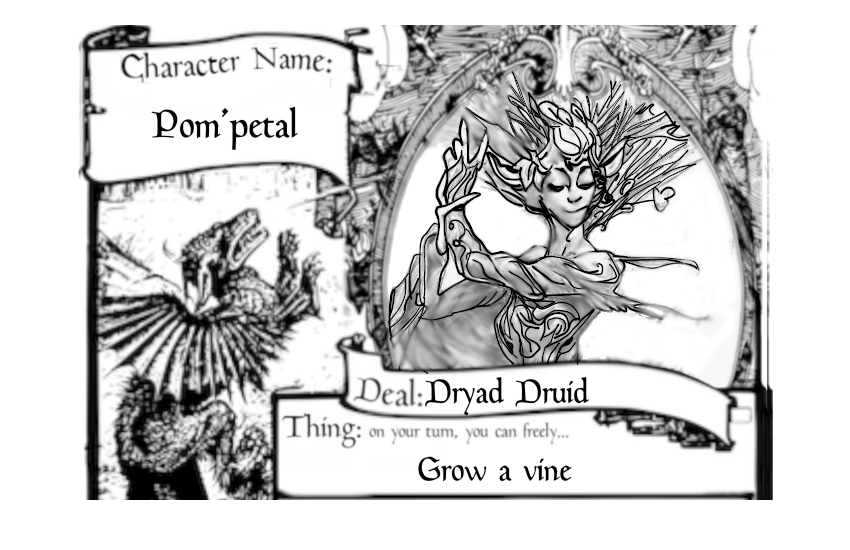 Character Name:
Pom'petal
Deal: Dryad Druid
Thing: on your turn, you can freely...
Grow a vine